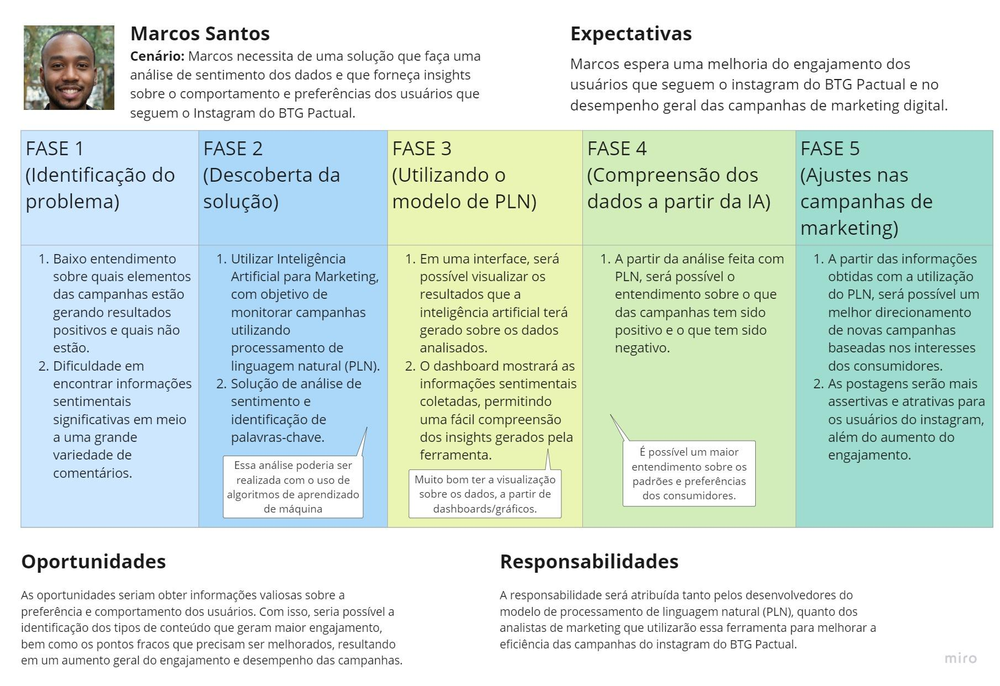 Marcos Santos
Cenário: Marcos necessita de uma solução que faça uma
análise de sentimento dos dados e que forneça insights
sobre o comportamento e preferências dos usuários que
seguem o Instagram do BTG Pactual.
Expectativas
Marcos espera uma melhoria do engajamento dos
usuários que seguem o instagram do BTG Pactual e no
desempenho geral das campanhas de marketing digital.
FASE 1
(Identificação do
problema)
1. Baixo entendimento
sobre quais elementos
das campanhas estão
gerando resultados
positivos e quais não
estão.
2. Dificuldade em
encontrar informações
sentimentais
significativas em meio
a uma grande
variedade de
comentários.
FASE 2
(Descoberta da
solução)
1. Utilizar Inteligência
Artificial para Marketing,
com objetivo de
monitorar campanhas
utilizando
processamento de
linguagem natural (PLN).
2. Solução de análise de
sentimento e
identificação de
palavras-chave.
Essa análise poderia ser
realizada com o uso de
algoritmos de aprendizado
de máquina
FASE 3
(Utilizando o
modelo de PLN)
1. Em uma interface, será
possível visualizar os
resultados que a
inteligência artificial terá
gerado sobre os dados
analisados.
2. O dashboard mostrará as
informações sentimentais
coletadas, permitindo
uma fácil compreensão
dos insights gerados pela
ferramenta.
Muito bom ter a visualização
sobre os dados, a partir de
dashboards/gráficos.
FASE 4
(Compreensão dos
dados a partir da IA)
1. A partir da análise feita com
PLN, será possível o
entendimento sobre o que
das campanhas tem sido
positivo e o que tem sido
negativo.
É possível um maior
entendimento sobre os
padrões e preferências
dos consumidores.
FASE 5
(Ajustes nas
campanhas de
marketing)
1. A partir das informações
obtidas com a utilização
do PLN, será possível um
melhor direcionamento
de novas campanhas
baseadas nos interesses
dos consumidores.
2. As postagens serão mais
assertivas e atrativas para
os usuários do instagram,
além do aumento do
engajamento.
Oportunidades
As oportunidades seriam obter informações valiosas sobre a
preferência e comportamento dos usuários. Com isso, seria possível a
identificação dos tipos de conteúdo que geram maior engajamento,
bem como os pontos fracos que precisam ser melhorados, resultando
em um aumento geral do engajamento e desempenho das campanhas.
Responsabilidades
A responsabilidade será atribuída tanto pelos desenvolvedores do
modelo de processamento de linguagem natural (PLN), quanto dos
analistas de marketing que utilizarão essa ferramenta para melhorar a
eficiência das campanhas do instagram do BTG Pactual.
miro